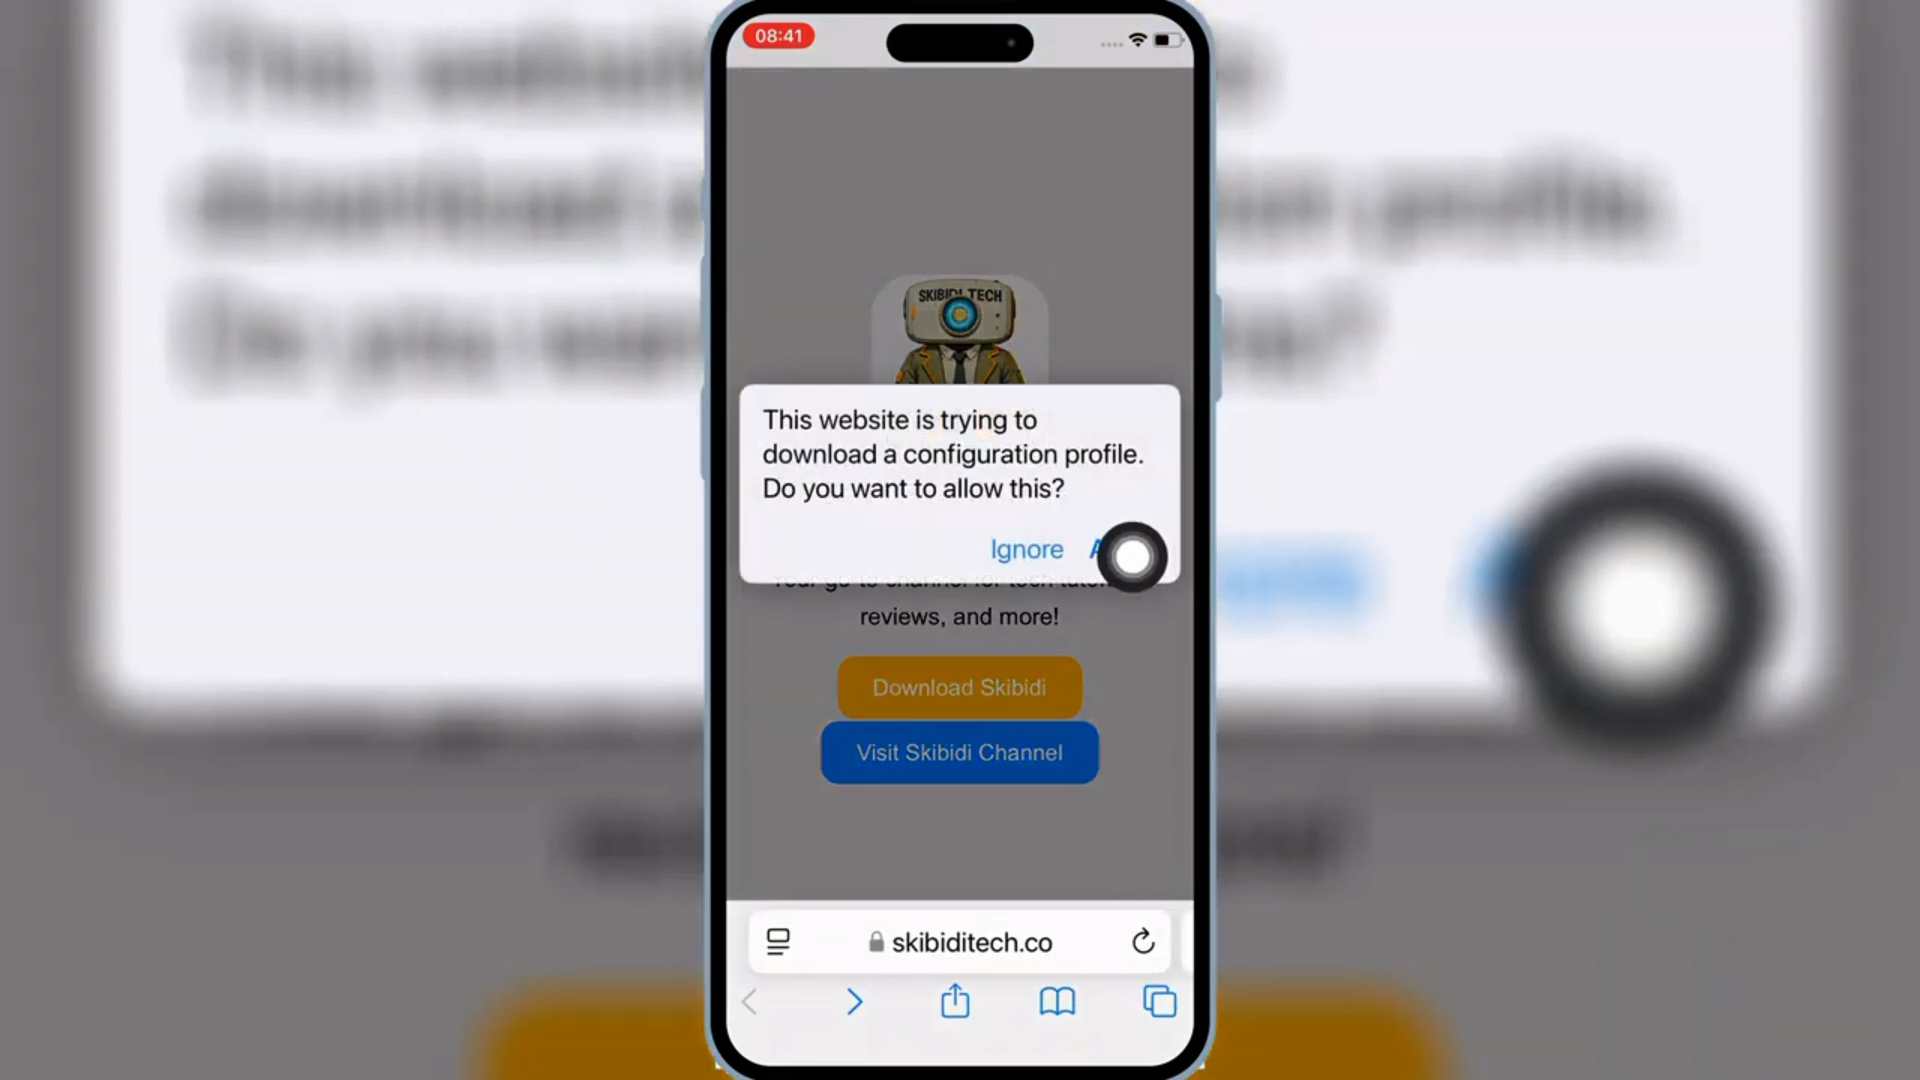 08:41
SKIBIDI TECH
This website is trying to
download a configuration profile.
Do you want to allow this?
Ignore
reviews, and more!
Download Skibidi
Visit Skibidi Channel
skibiditech.co